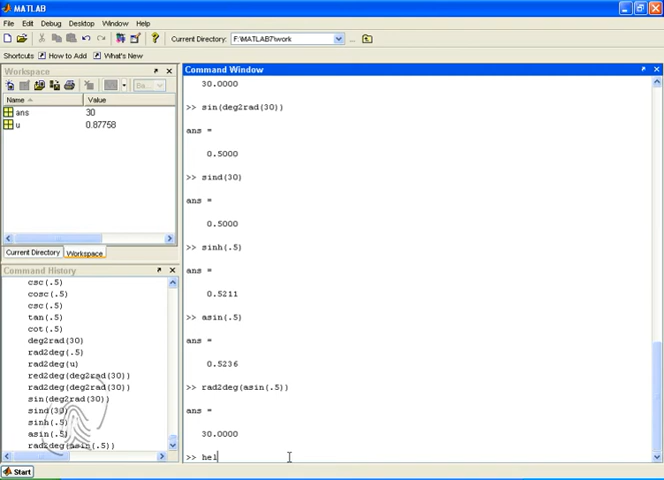 MATLAB
File Edit Debug Desktop Window Help
Current Directory: F:\MATLAB7\work
Shortcuts How to Add What's New
Workspace
Name Value
ans 30
u 0.87758
Current Directory Workspace
Command History
csc(.5)
cosc(.5)
csc(.5)
tan(.5)
cot(.5)
deg2rad(30)
rad2deg(.5)
rad2deg(u)
red2deg(deg2rad(30))
rad2deg(deg2rad(30))
sin(deg2rad(30))
sind(30)
sinh(.5)
asin(.5)
rad2deg(asin(.5))
Command Window
30.0000
>> sin(deg2rad(30))
ans =
0.5000
>> sind(30)
ans =
0.5000
>> sinh(.5)
ans =
0.5211
>> asin(.5)
ans =
0.5236
>> rad2deg(asin(.5))
ans =
30.0000
>> hel
Start